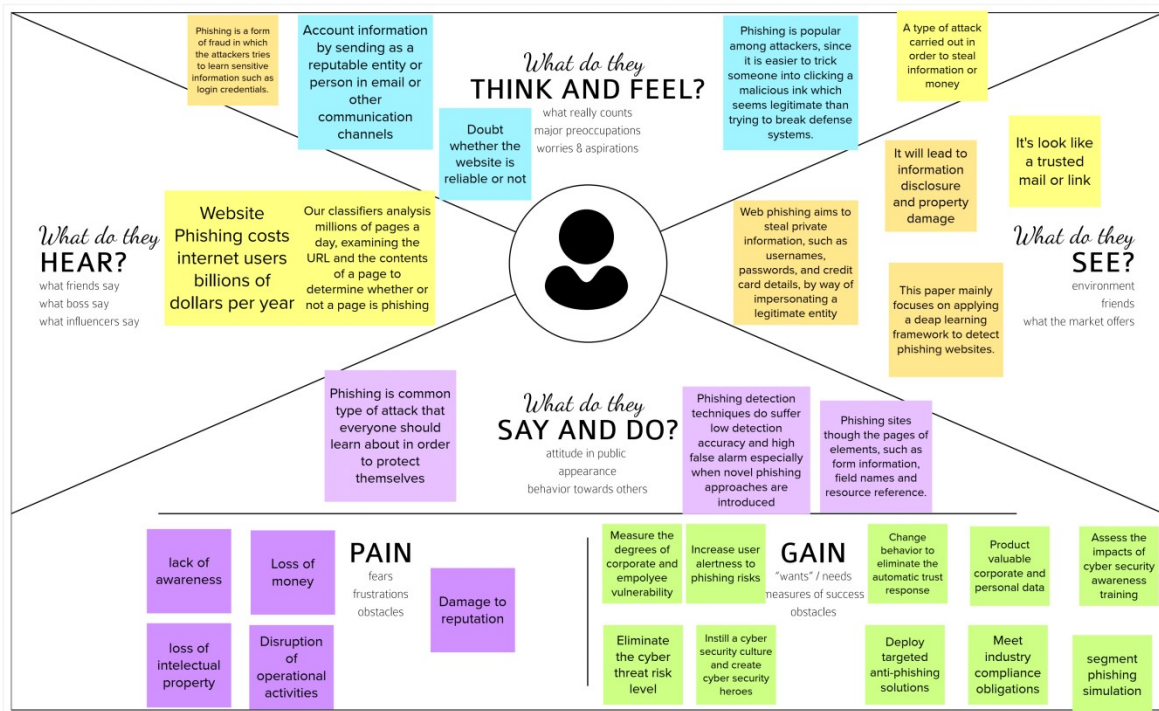 Phishing is a form
of fraud in which
the attackers tries
to learn sensitive
information such as
login credentials.
Account information
by sending as a
reputable entity or
person in email or
other
communication
channels
What do they
THINK AND FEEL?
what really counts
major preoccupations
worries & aspirations
Doubt
whether the
website is
reliable or not
Phishing is popular
among attackers, since
it is easier to trick
someone into clicking a
malicious ink which
seems legitimate than
trying to break defense
systems.
A type of attack
carried out in
order to steal
information or
money
It's look like
a trusted
mail or link
It will lead to
information
disclosure
and property
damage
What do they
HEAR?
what friends say
what boss say
what influencers say
Website
Phishing costs
internet users
billions of
dollars per year
Our classifiers analysis
millions of pages a
day, examining the
URL and the contents
of a page to
determine whether or
not a page is phishing
Web phishing aims to
steal private
information, such as
usernames,
passwords, and credit
card details, by way of
impersonating a
legitimate entity
What do they
SEE?
environment
friends
what the market offers
This paper mainly
focuses on applying
a deap learning
framework to detect
phishing websites.
Phishing is common
type of attack that
everyone should
learn about in order
to protect
themselves
What do they
SAY AND DO?
attitude in public
appearance
behavior towards others
Phishing detection
techniques do suffer
low detection
accuracy and high
false alarm especially
when novel phishing
approaches are
introduced
Phishing sites
though the pages of
elements, such as
form information,
field names and
resource reference.
lack of
awareness
Loss of
money
PAIN
fears
frustrations
obstacles
Damage to
reputation
loss of
intelectual
property
Disruption
of
operational
activities
Measure the
degrees of
corporate and
empolyee
vulnerability
Increase user
alertness to
phishing risks
GAIN
"wants" / needs
measures of success
obstacles
Change
behavior to
eliminate the
automatic trust
response
Product
valuable
corporate and
personal data
Assess the
impacts of
cyber security
awareness
training
Eliminate
the cyber
threat risk
level
Instill a cyber
security culture
and create
cyber security
heroes
Deploy
targeted
anti-phishing
solutions
Meet
industry
compliance
obligations
segment
phishing
simulation